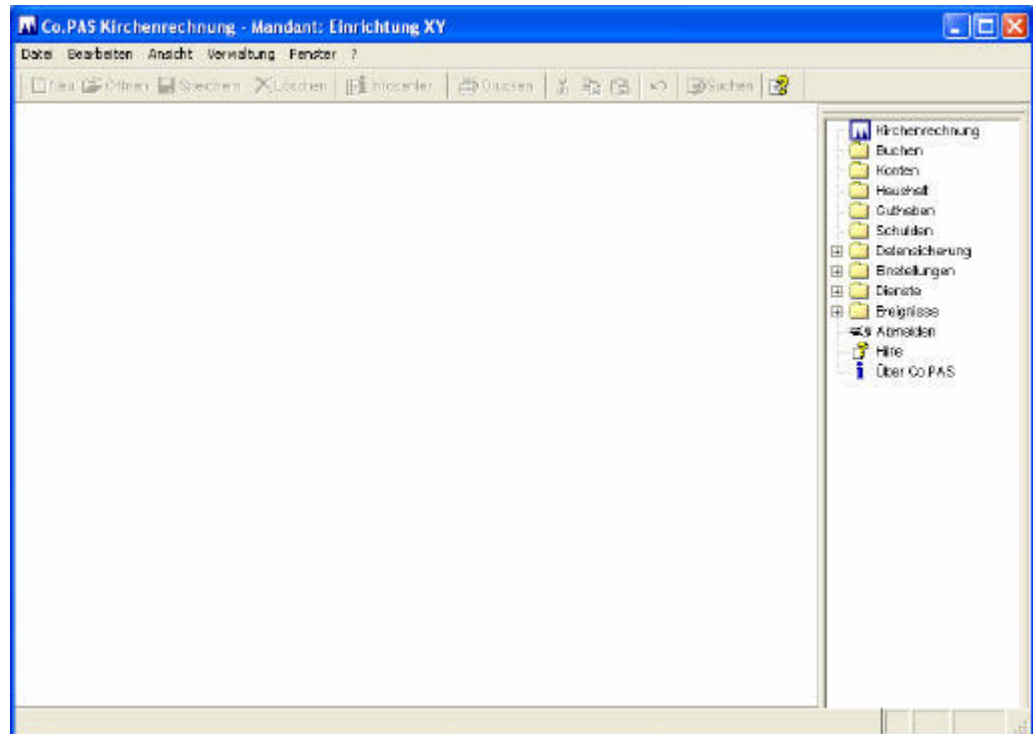 Co.PAS Kirchenrechnung - Mandant: Einrichtung XY
Datei Bearbeiten Ansicht Verwaltung Fenster ?
Neu Öffnen Speichern Löschen Infocenter Drucken Suchen
Kirchenrechnung
Buchen
Konten
Haushalt
Guthaben
Schulden
Datensicherung
Einstellungen
Dienste
Ereignisse
Abmelden
Hilfe
Über Co.PAS